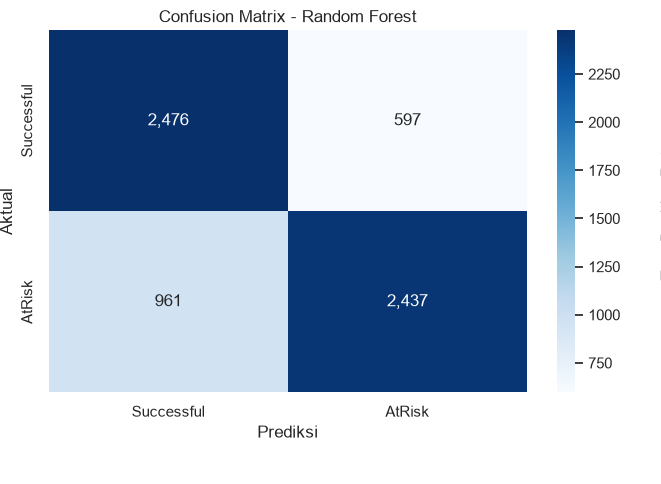 Confusion Matrix - Random Forest
Successful
2,476
597
Aktual
AtRisk
961
2,437
Successful
AtRisk
Prediksi
2250
2000
1750
1500
1250
1000
750